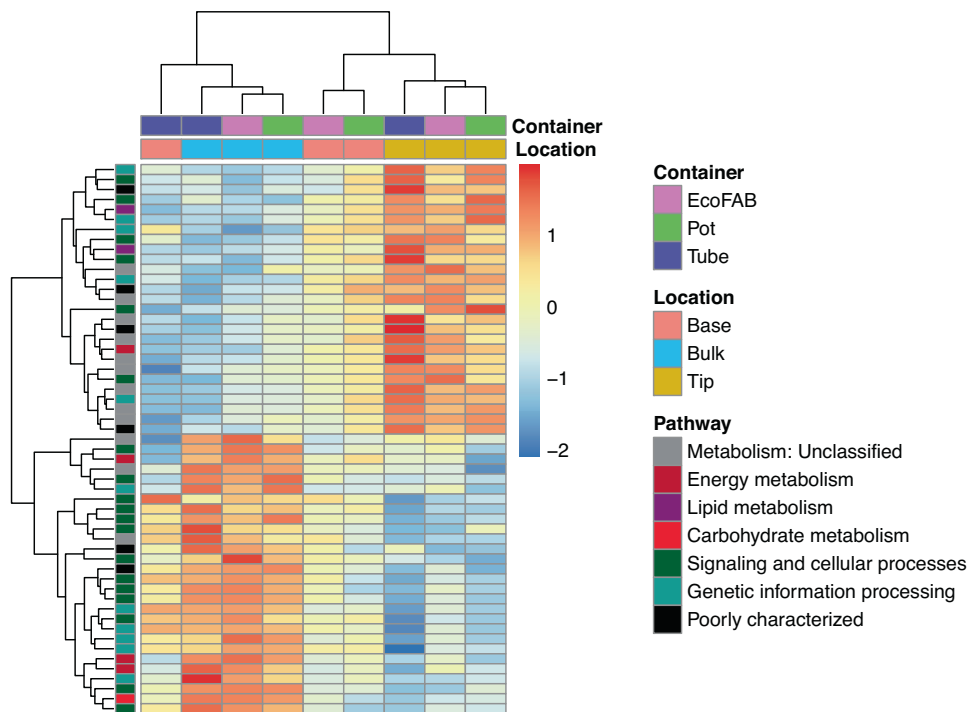 Container
Location
1
0
−1
−2
Container
EcoFAB
Pot
Tube
Location
Base
Bulk
Tip
Pathway
Metabolism: Unclassified
Energy metabolism
Lipid metabolism
Carbohydrate metabolism
Signaling and cellular processes
Genetic information processing
Poorly characterized